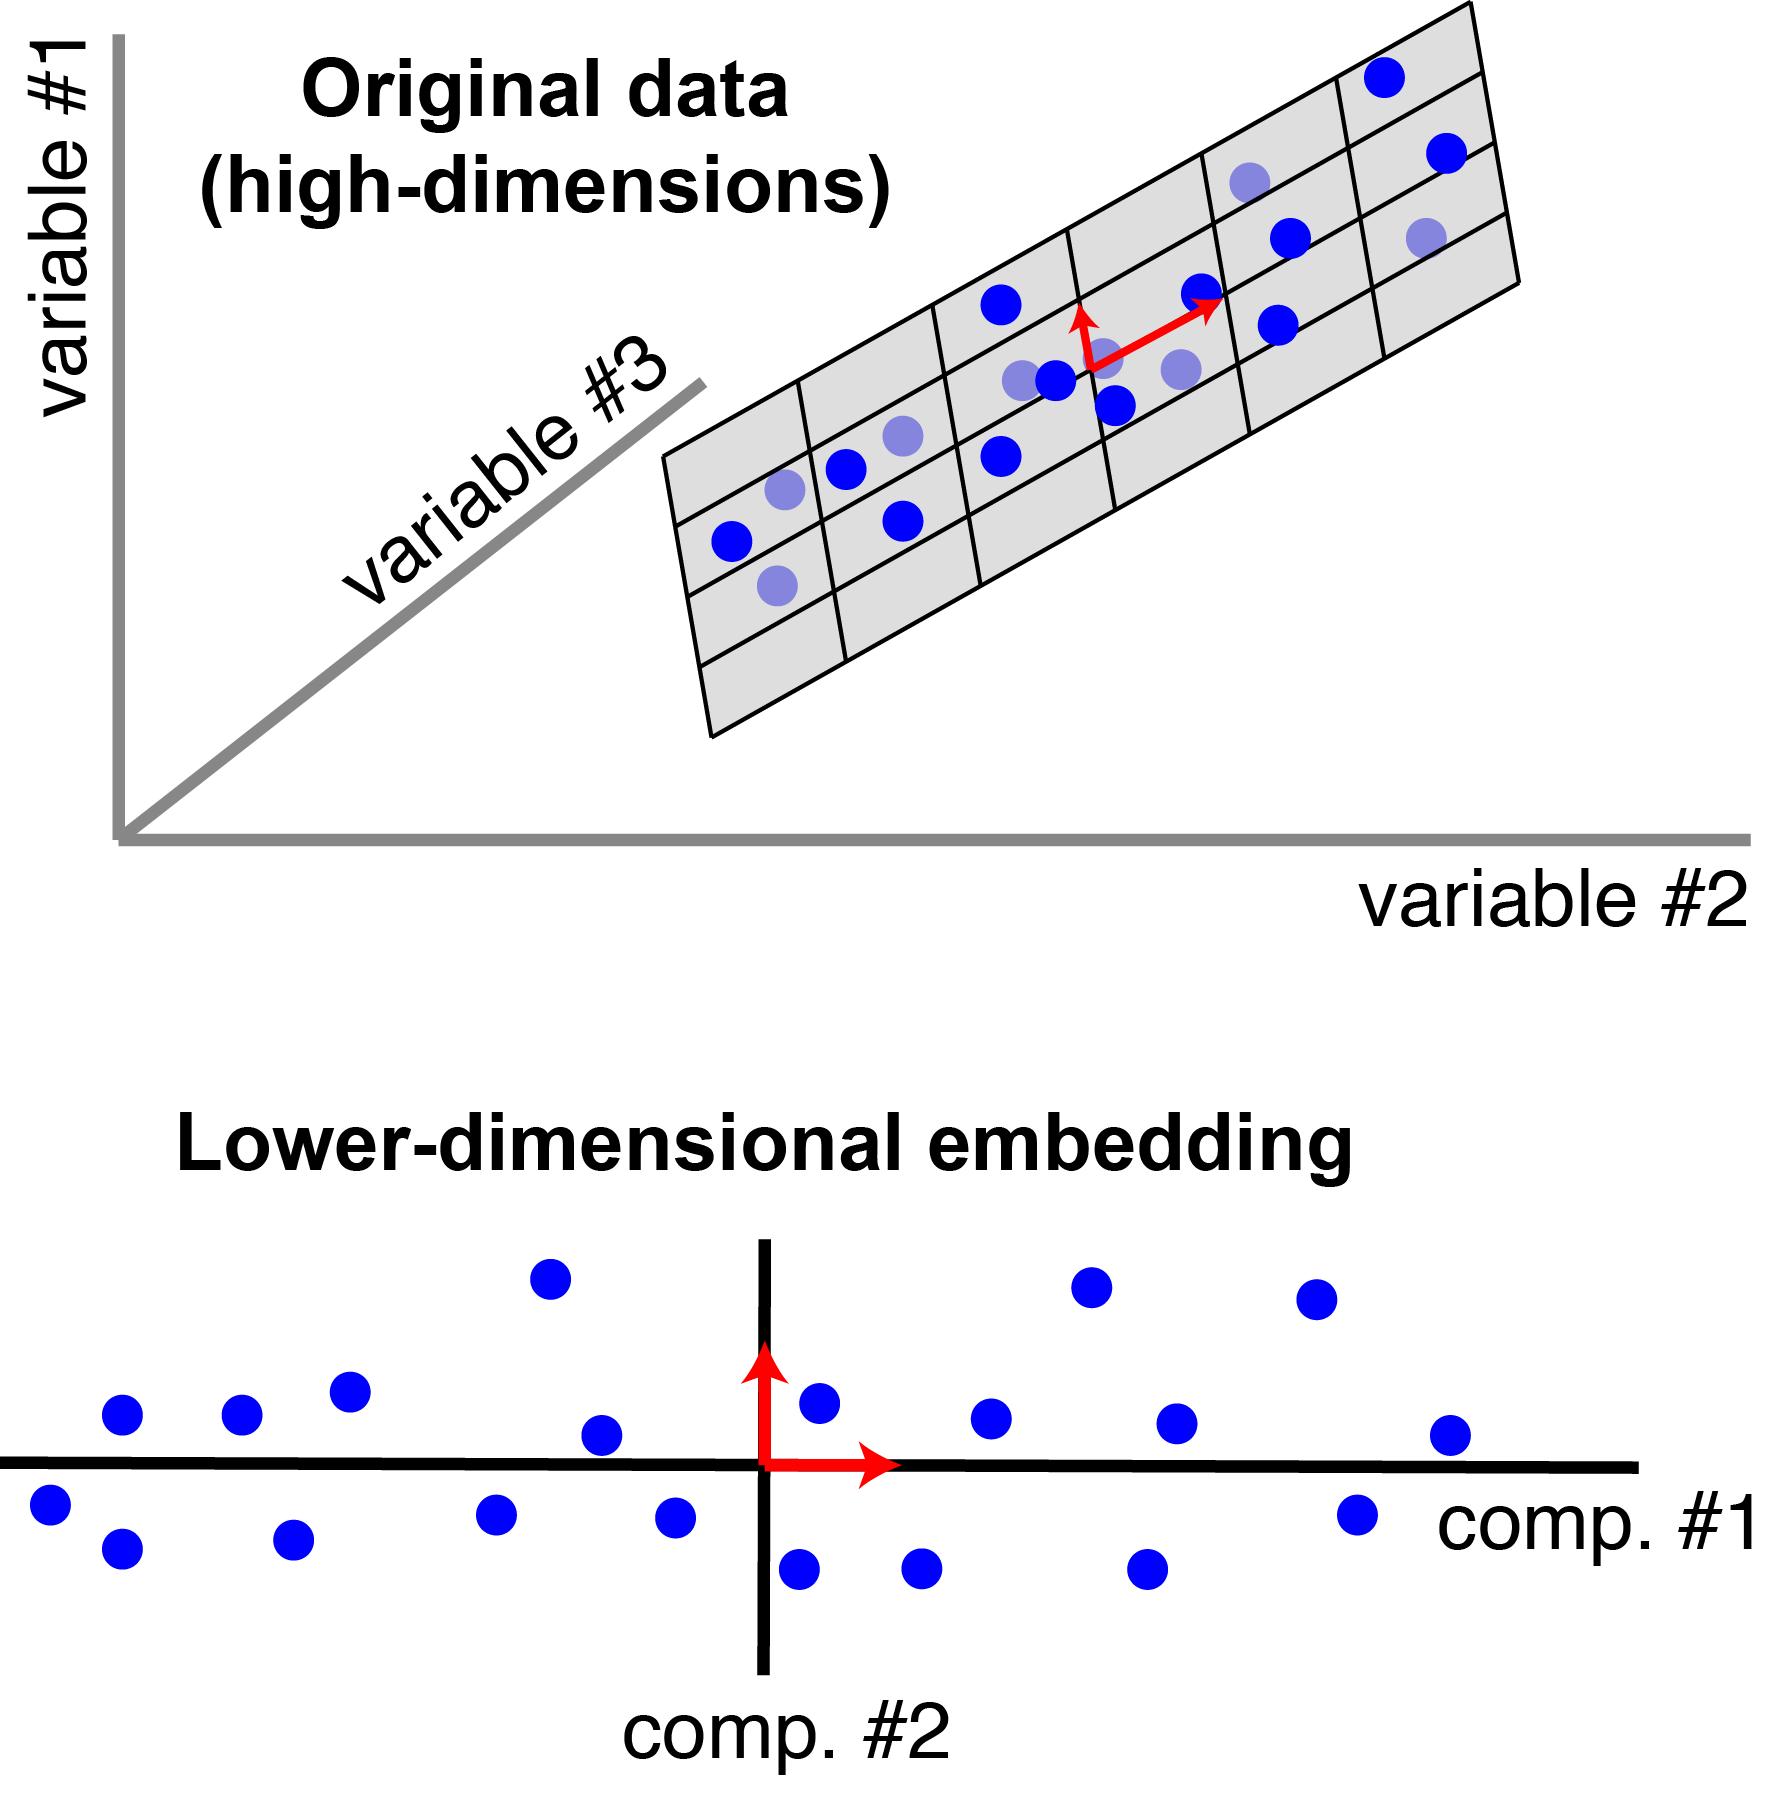 variable #1
Original data
(high-dimensions)
variable #3
variable #2
Lower-dimensional embedding
comp. #1
comp. #2